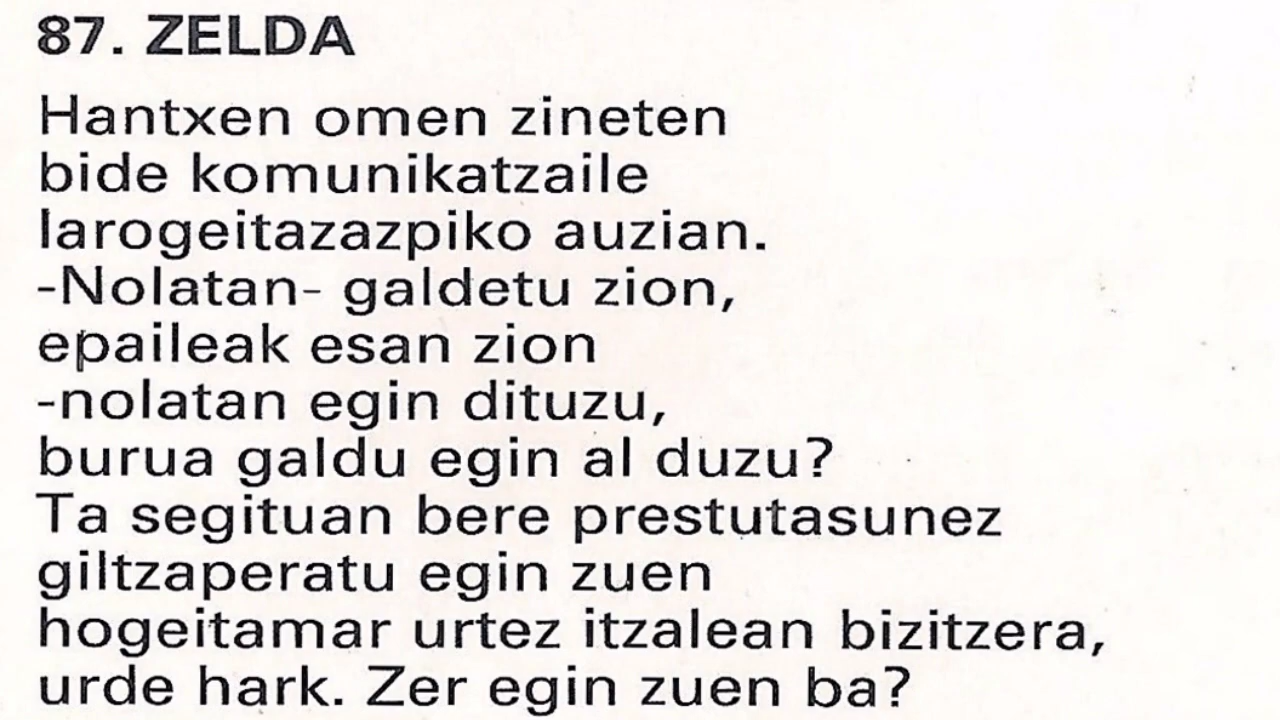 87. ZELDA
Hantxen omen zineten
bide komunikatzaile
larogeitazazpiko auzian.
-Nolatan- galdetu zion,
epaileak esan zion
-nolatan egin dituzu,
burua galdu egin al duzu?
Ta segituan bere prestutasunez
giltzaperatu egin zuen
hogeitamar urtez itzalean bizitzera,
urde hark. Zer egin zuen ba?